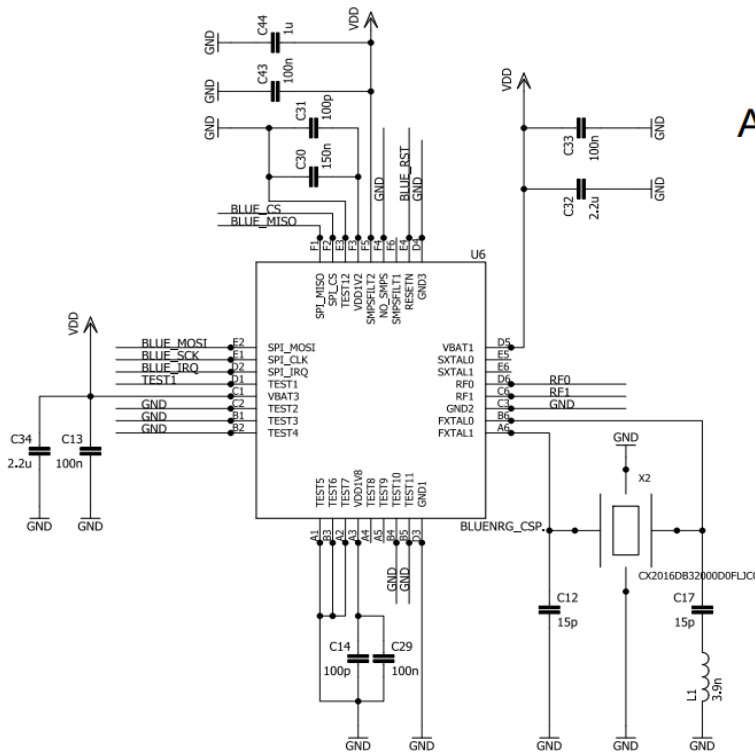 C44
1u
GND
VDD
C43
100n
GND
C31
100p
GND
C30
150n
GND
BLUE_RST
GND
BLUE_CS
BLUE_MISO
VDD
C33
100n
GND
C32
2.2u
GND
A
F1
F2
E3
F3
F5
F4
F6
E4
D4
U6
SPI_MISO
SPI_CS
TEST12
VDD1V2
SMPSFILT2
NO_SMPS
SMPSFILT1
RESETN
GND3
VDD
BLUE_MOSI
E2
SPI_MOSI
BLUE_SCK
E1
SPI_CLK
BLUE_IRQ
D2
SPI_IRQ
TEST1
D1
TEST1
C1
VBAT3
GND
C2
TEST2
GND
B1
TEST3
GND
B2
TEST4
VBAT1
D5
SXTAL0
E5
SXTAL1
E6
RF0
D6
RF0
RF1
C6
RF1
GND2
C3
GND
FXTAL0
B6
FXTAL1
A6
C34
2.2u
C13
100n
GND
GND
TEST5
TEST6
TEST7
VDD1V8
TEST8
TEST9
TEST10
TEST11
GND1
A1
B3
A2
A3
A4
A5
B4
B5
D3
GND
GND
BLUENRG_CSP
GND
X2
CX2016DB32000D0FLJC
C12
15p
C17
15p
C14
100p
C29
100n
L1
3.9n
GND
GND
GND
GND
GND